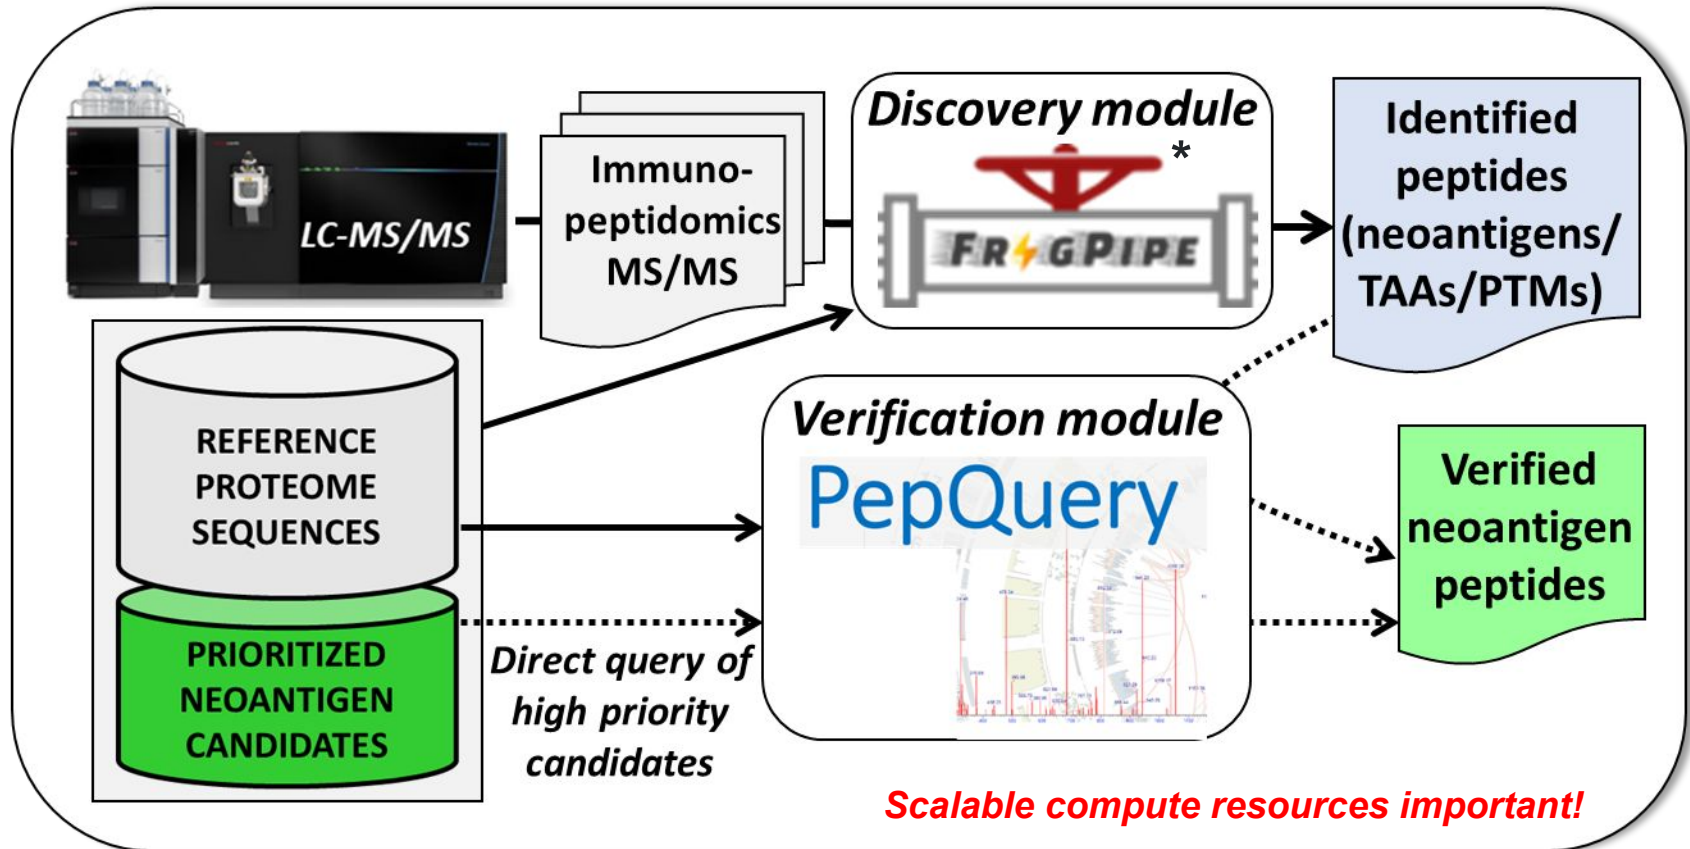 LC-MS/MS
Immuno-
peptidomics
MS/MS
Discovery module
*
FRAGPIPE
Identified
peptides
(neoantigens/
TAAs/PTMs)
REFERENCE
PROTEOME
SEQUENCES
PRIORITIZED
NEOANTIGEN
CANDIDATES
Direct query of
high priority
candidates
Verification module
PepQuery
Verified
neoantigen
peptides
Scalable compute resources important!